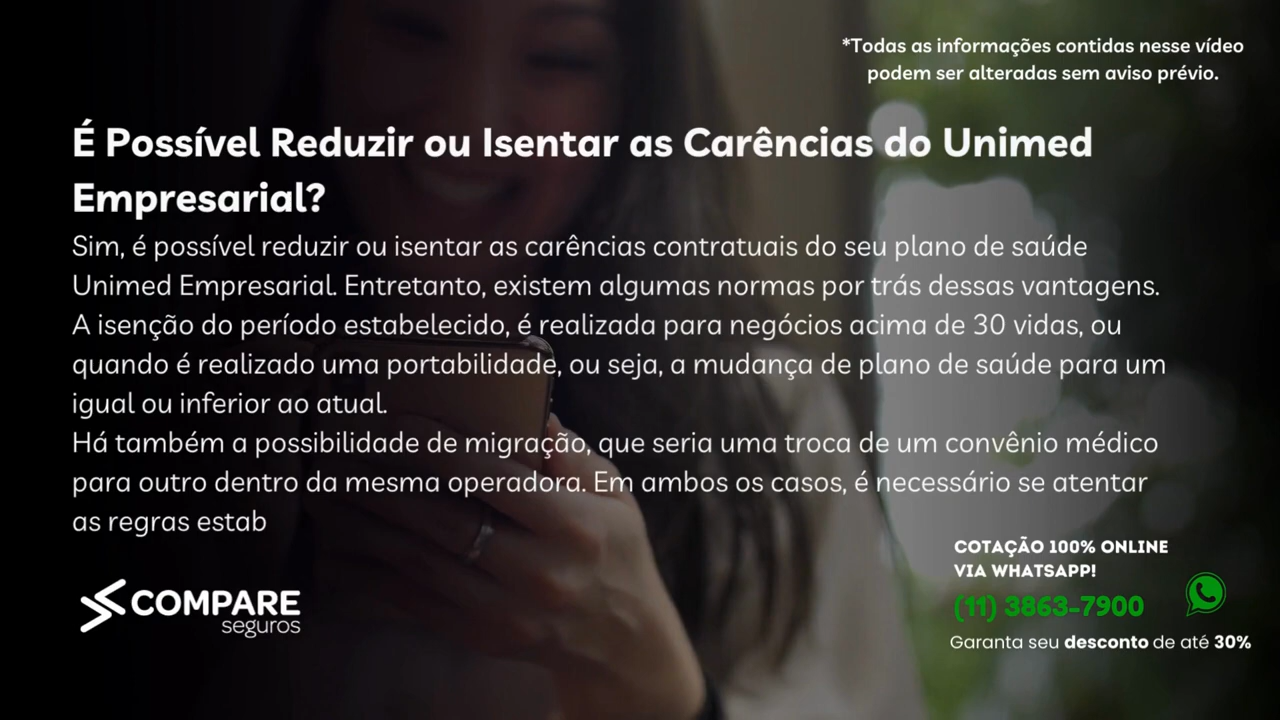 *Todas as informações contidas nesse vídeo
podem ser alteradas sem aviso prévio.
É Possível Reduzir ou Isentar as Carências do Unimed
Empresarial?
Sim, é possível reduzir ou isentar as carências contratuais do seu plano de saúde
Unimed Empresarial. Entretanto, existem algumas normas por trás dessas vantagens.
A isenção do período estabelecido, é realizada para negócios acima de 30 vidas, ou
quando é realizado uma portabilidade, ou seja, a mudança de plano de saúde para um
igual ou inferior ao atual.
Há também a possibilidade de migração, que seria uma troca de um convênio médico
para outro dentro da mesma operadora. Em ambos os casos, é necessário se atentar
as regras estab
COTAÇÃO 100% ONLINE
VIA WHATSAPP!
(11) 3863-7900
Garanta seu desconto de até 30%
COMPARE
seguros